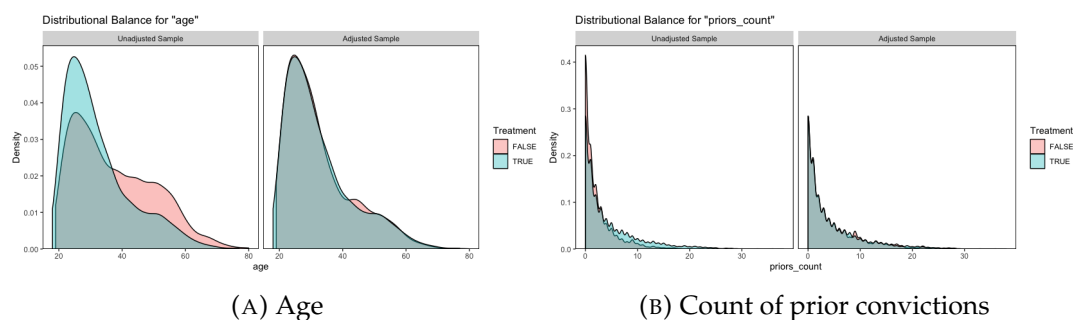 Distributional Balance for "age"
Unadjusted Sample
Adjusted Sample
0.05
0.04
0.03
0.02
0.01
0.00
Density
20 40 60 80
20 40 60 80
age
Treatment
FALSE
TRUE
(A) Age
Distributional Balance for "priors_count"
Unadjusted Sample
Adjusted Sample
0.4
0.3
0.2
0.1
0.0
Density
0 10 20 30
0 10 20 30
priors_count
Treatment
FALSE
TRUE
(B) Count of prior convictions